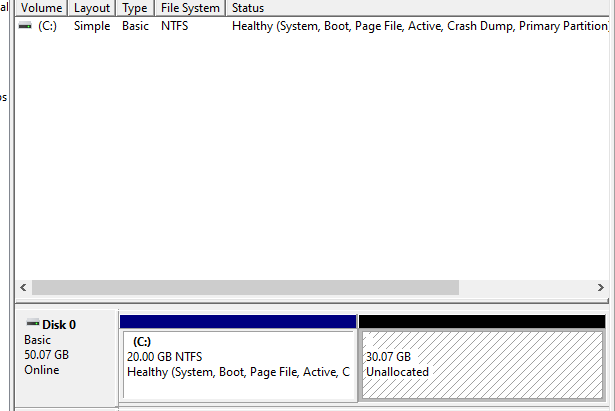 al
Volume Layout Type File System Status
(C:) Simple Basic NTFS Healthy (System, Boot, Page File, Active, Crash Dump, Primary Partition)
os
Disk 0
Basic
50.07 GB
Online
(C:)
20.00 GB NTFS
Healthy (System, Boot, Page File, Active, C
30.07 GB
Unallocated